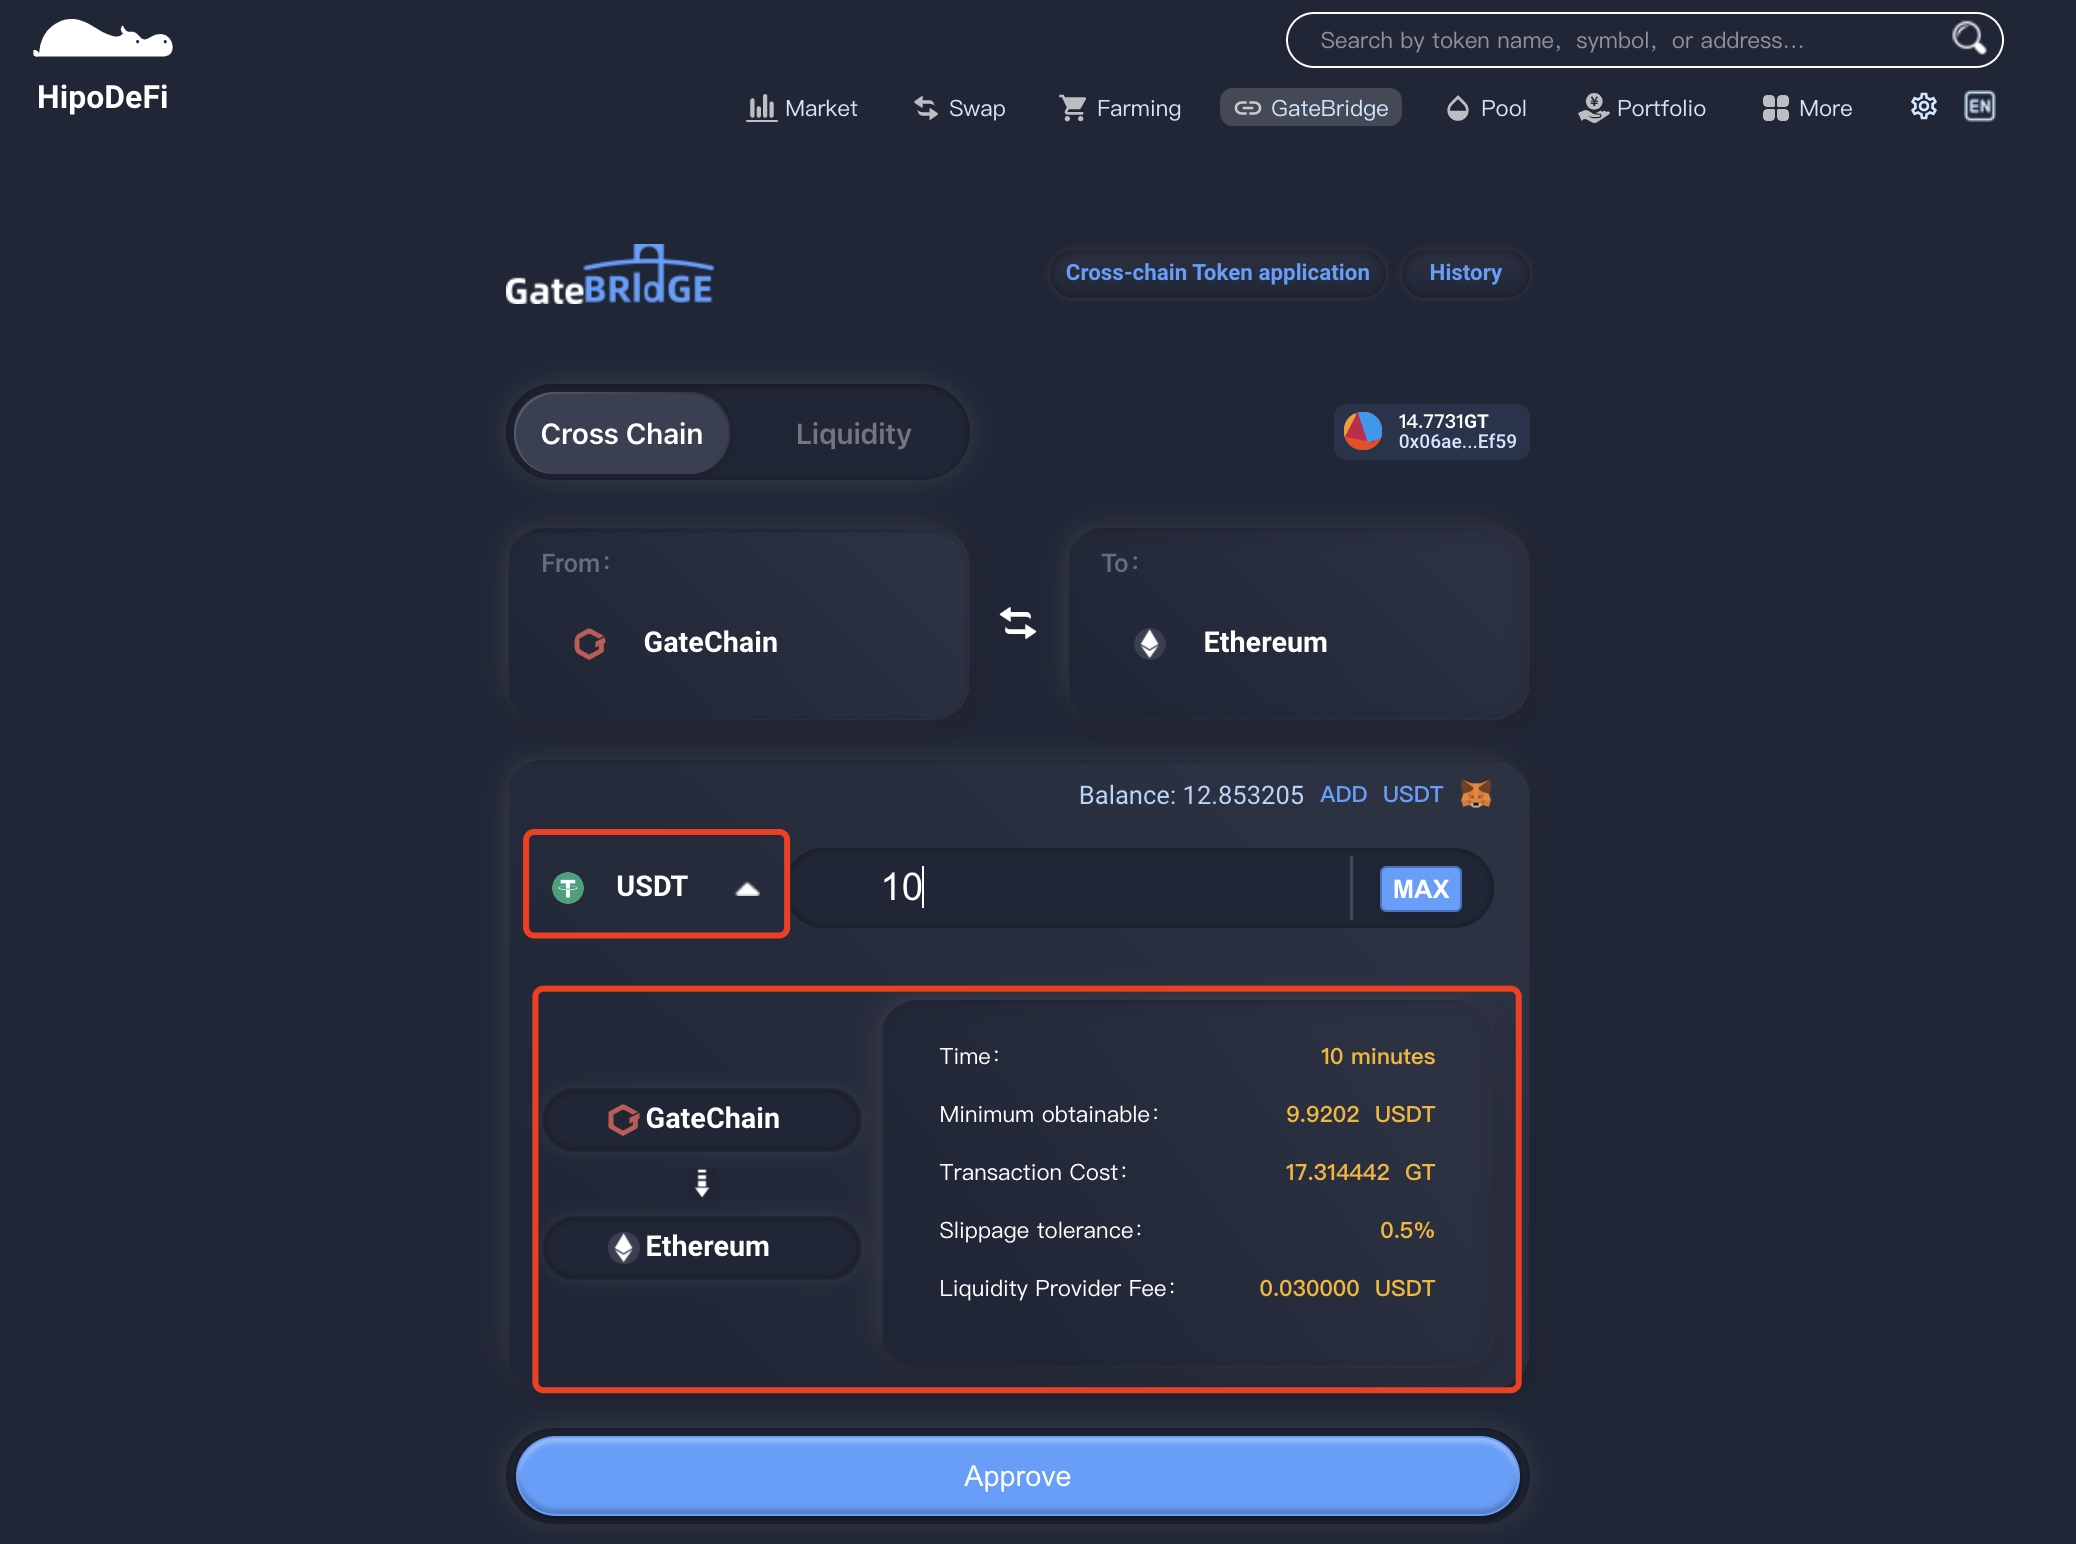 HipoDeFi
Search by token name, symbol, or address...
Market Swap Farming GateBridge Pool Portfolio More EN
GateBRIdGE
Cross-chain Token application History
Cross Chain Liquidity
14.7731GT
0x06ae...Ef59
From: To:
GateChain Ethereum
Balance: 12.853205 ADD USDT
USDT 10 MAX
Time: 10 minutes
Minimum obtainable: 9.9202 USDT
GateChain
Transaction Cost: 17.314442 GT
Slippage tolerance: 0.5%
Ethereum
Liquidity Provider Fee: 0.030000 USDT
Approve